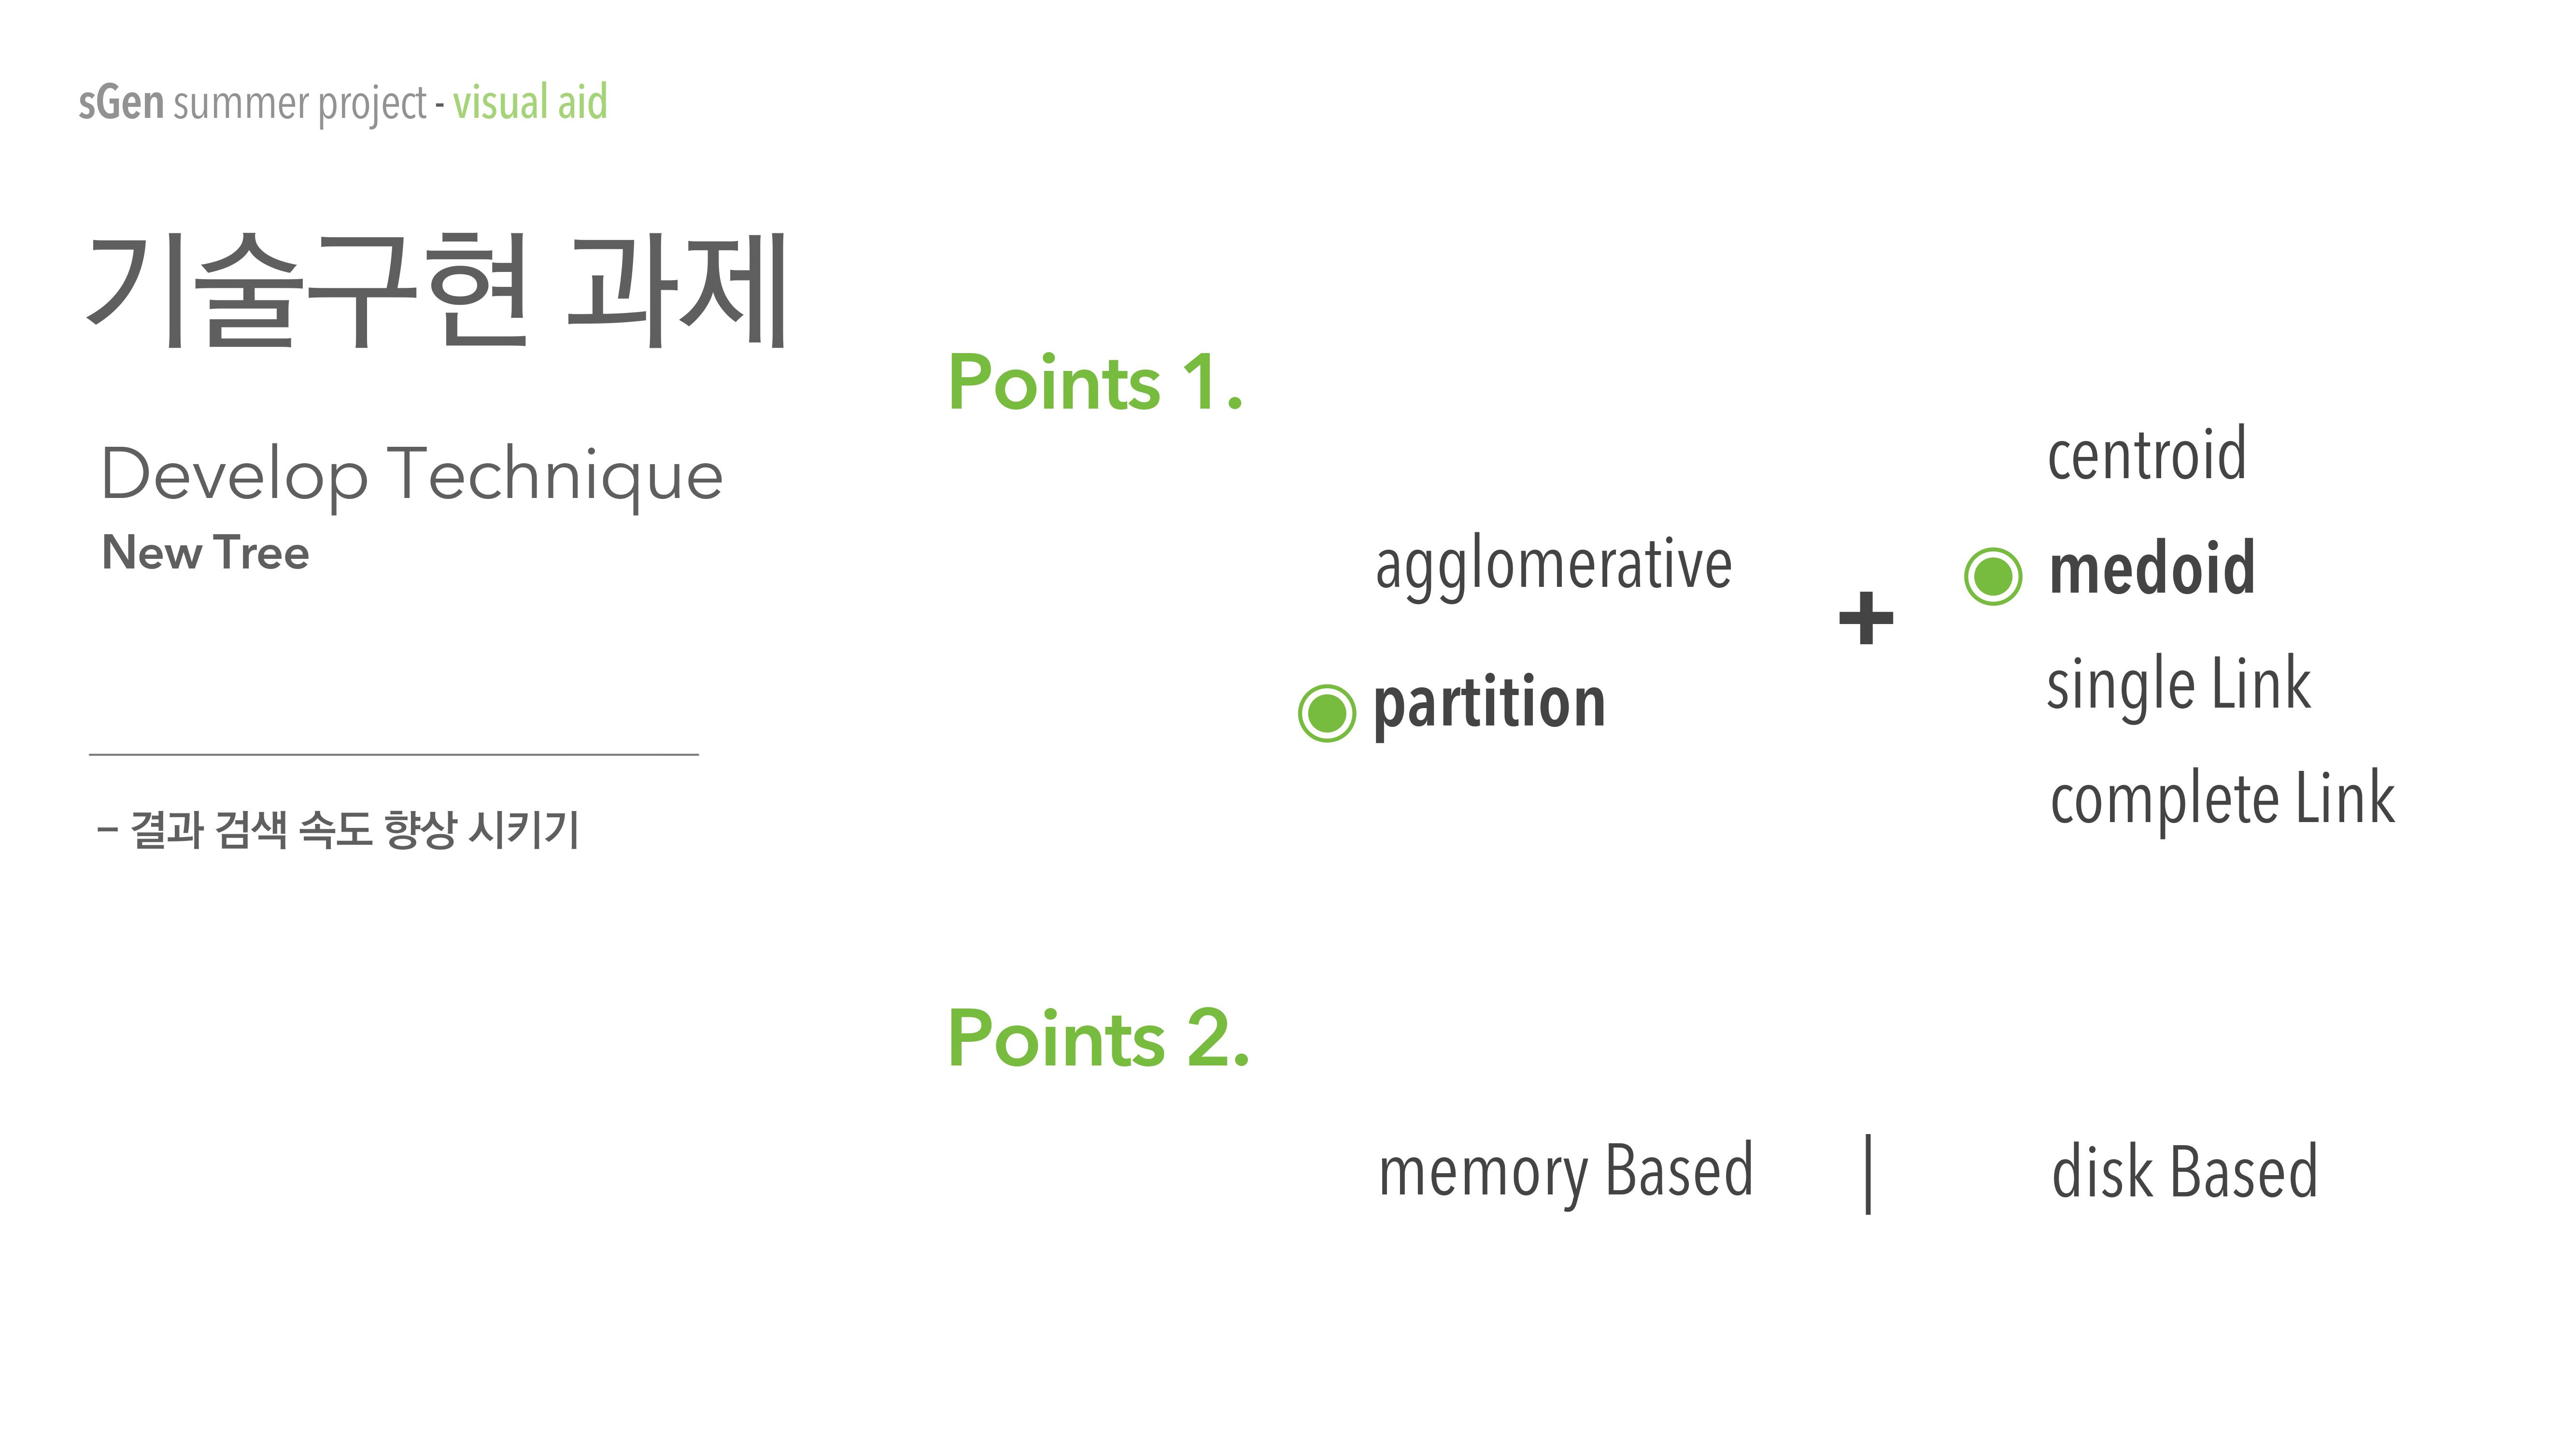 sGen summer project - visual aid
기술구현 과제
Develop Technique
New Tree
– 결과 검색 속도 향상 시키기
Points 1.
agglomerative
partition
+
centroid
medoid
single Link
complete Link
Points 2.
memory Based | disk Based